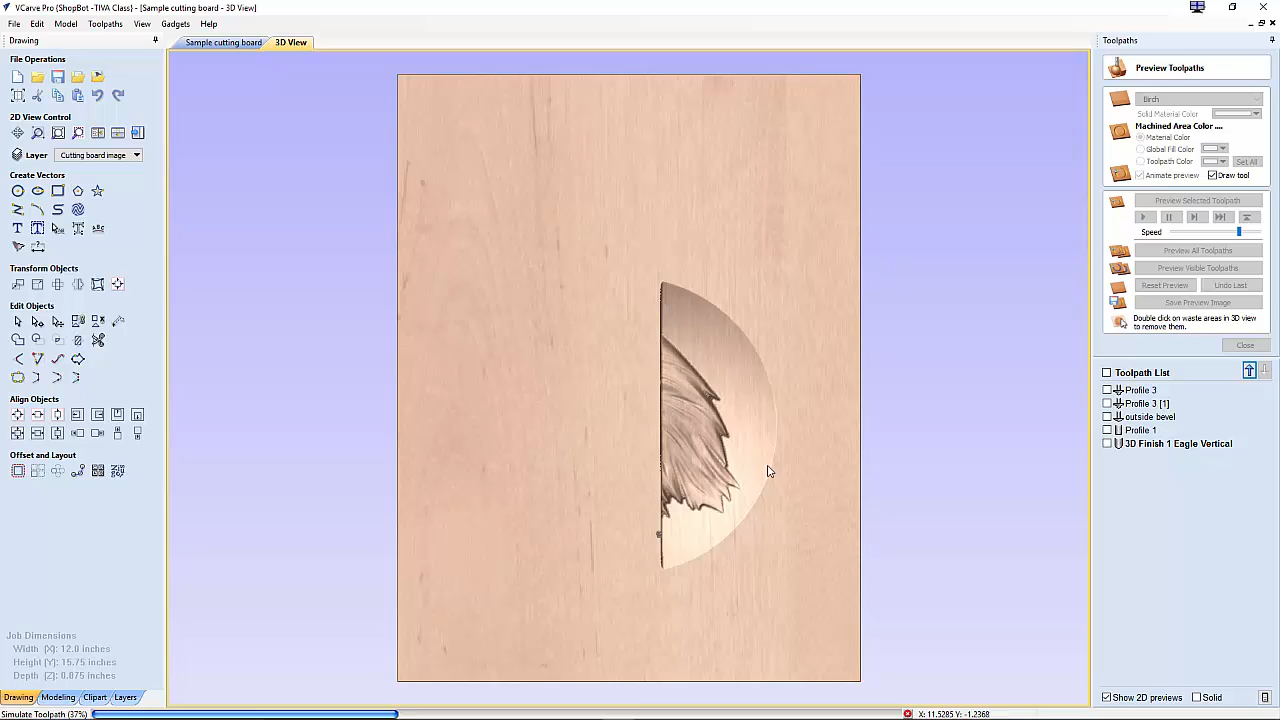 VCarve Pro (ShopBot - TIVA Class) - [Sample cutting board - 3D View]
File Edit Model Toolpaths View Gadgets Help
Drawing
File Operations
2D View Control
Layer Cutting board image
Create Vectors
Transform Objects
Edit Objects
Align Objects
Offset and Layout
Job Dimensions
Width (X): 12.0 inches
Height (Y): 15.75 inches
Depth (Z): 0.875 inches
Drawing Modeling Clipart Layers
Simulate Toolpath (37%)
Sample cutting board 3D View
X: 11.5285 Y: -1.2368
Toolpaths
Preview Toolpaths
Birch
Solid Material Color
Machined Area Color ....
Material Color
Global Fill Color
Toolpath Color Set All
Animate preview Draw tool
Preview Selected Toolpath
Speed
Preview All Toolpaths
Preview Visible Toolpaths
Reset Preview Undo Last
Save Preview Image
Double click on waste areas in 3D view
to remove them.
Close
Toolpath List
Profile 3
Profile 3 [1]
outside bevel
Profile 1
3D Finish 1 Eagle Vertical
Show 2D previews Solid